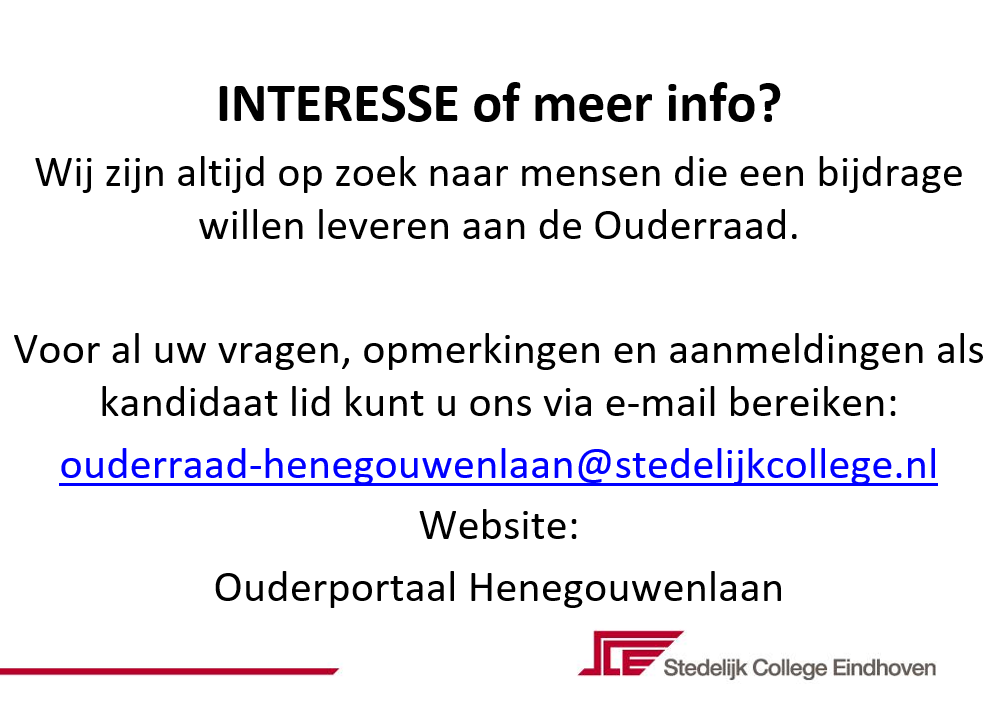 INTERESSE of meer info?
Wij zijn altijd op zoek naar mensen die een bijdrage
willen leveren aan de Ouderraad.
Voor al uw vragen, opmerkingen en aanmeldingen als
kandidaat lid kunt u ons via e-mail bereiken:
ouderraad-henegouwenlaan@stedelijkcollege.nl
Website:
Ouderportaal Henegouwenlaan
SCE Stedelijk College Eindhoven